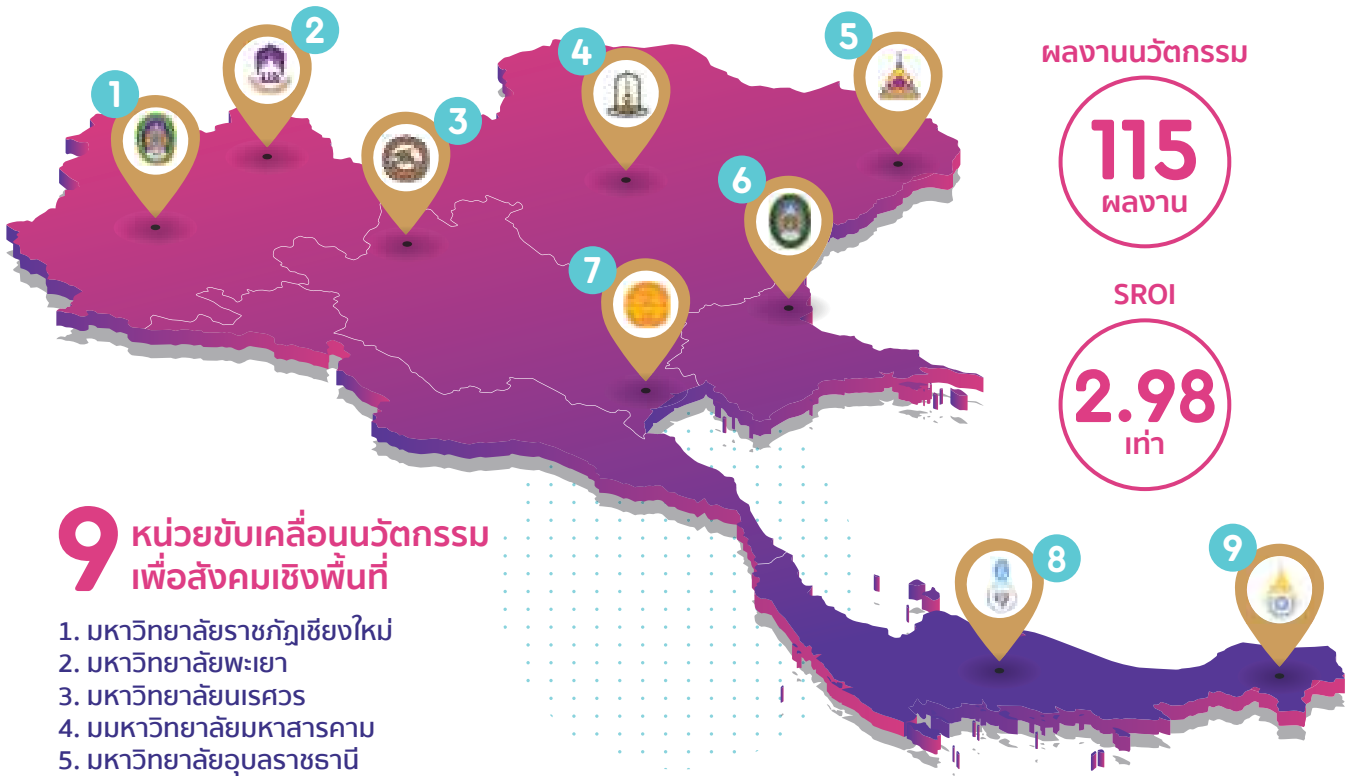 1
2
3
4
5
6
7
8
9
ผลงานนวัตกรรม
115
ผลงาน
SROI
2.98
เท่า
9 หน่วยขับเคลื่อนนวัตกรรม
เพื่อสังคมเชิงพื้นที่
1. มหาวิทยาลัยราชภัฏเชียงใหม่
2. มหาวิทยาลัยพะเยา
3. มหาวิทยาลัยนเรศวร
4. มมหาวิทยาลัยมหาสารคาม
5. มหาวิทยาลัยอุบลราชธานี